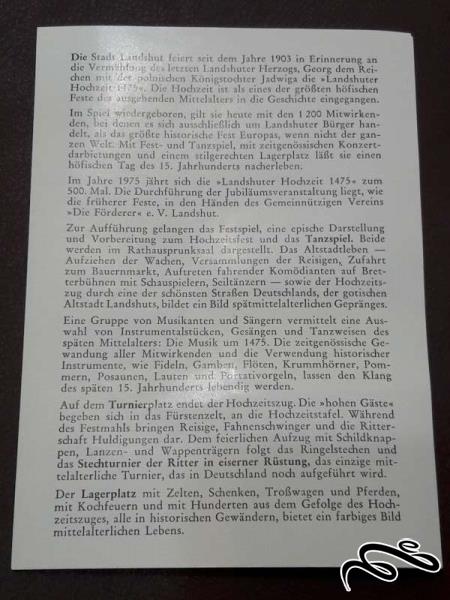 Die Stadt Landshut feiert seit dem Jahre 1903 in Erinnerung an
die Vermählung des letzten Landshuter Herzogs, Georg dem Rei-
chen mit der polnischen Königstochter Jadwiga die »Landshuter
Hochzeit 1475«. Die Hochzeit ist als eines der größten höfischen
Feste des ausgehenden Mittelalters in die Geschichte eingegangen.
Im Spiel wiedergeboren, gilt sie heute mit den 1 200 Mitwirken-
den, bei denen es sich ausschließlich um Landshuter Bürger han-
delt, als das größte historische Fest Europas, wenn nicht der gan-
zen Welt. Mit Fest- und Tanzspiel, mit zeitgenössischen Konzert-
darbietungen und einem stilgerechten Lagerplatz läßt sie einen
höfischen Tag des 15. Jahrhunderts nacherleben.
Im Jahre 1975 jährt sich die »Landshuter Hochzeit 1475« zum
500. Mal. Die Durchführung der Jubiläumsveranstaltung liegt, wie
die früherer Feste, in den Händen des Gemeinnützigen Vereins
»Die Förderer« e. V. Landshut.
Zur Aufführung gelangen das Festspiel, eine epische Darstellung
und Vorbereitung zum Hochzeitsfest und das Tanzspiel. Beide
werden im Rathausprunksaal dargestellt. Das Altstadtleben —
Aufziehen der Wachen, Versammlungen der Reisigen, Zufahrt
zum Bauernmarkt, Auftreten fahrender Komödianten auf Bret-
terbühnen mit Schauspielern, Seiltänzern — sowie der Hochzeits-
zug durch eine der schönsten Straßen Deutschlands, der gotischen
Altstadt Landshuts, bildet ein Bild spätmittelalterlichen Gepränges.
Eine Gruppe von Musikanten und Sängern vermittelt eine Aus-
wahl von Instrumentalstücken, Gesängen und Tanzweisen des
späten Mittelalters: Die Musik um 1475. Die zeitgenössische Ge-
wandung aller Mitwirkenden und die Verwendung historischer
Instrumente, wie Fideln, Gamben, Flöten, Krummhörner, Pom-
mern, Posaunen, Lauten und Portativorgeln, lassen den Klang
des späten 15. Jahrhunderts lebendig werden.
Auf dem Turnierplatz endet der Hochzeitszug. Die »hohen Gäste«
begeben sich in das Fürstenzelt, an die Hochzeitstafel. Während
des Festmahls bringen Reisige, Fahnenschwinger und die Ritter-
schaft Huldigungen dar. Dem feierlichen Aufzug mit Schildknap-
pen, Lanzen- und Wappenträgern folgt das Ringelstechen und
das Stechturnier der Ritter in eiserner Rüstung, das einzige mit-
telalterliche Turnier, das in Deutschland noch aufgeführt wird.
Der Lagerplatz mit Zelten, Schenken, Troßwagen und Pferden,
mit Kochfeuern und mit Hunderten aus dem Gefolge des Hoch-
zeitszuges, alle in historischen Gewändern, bietet ein farbiges Bild
mittelalterlichen Lebens.